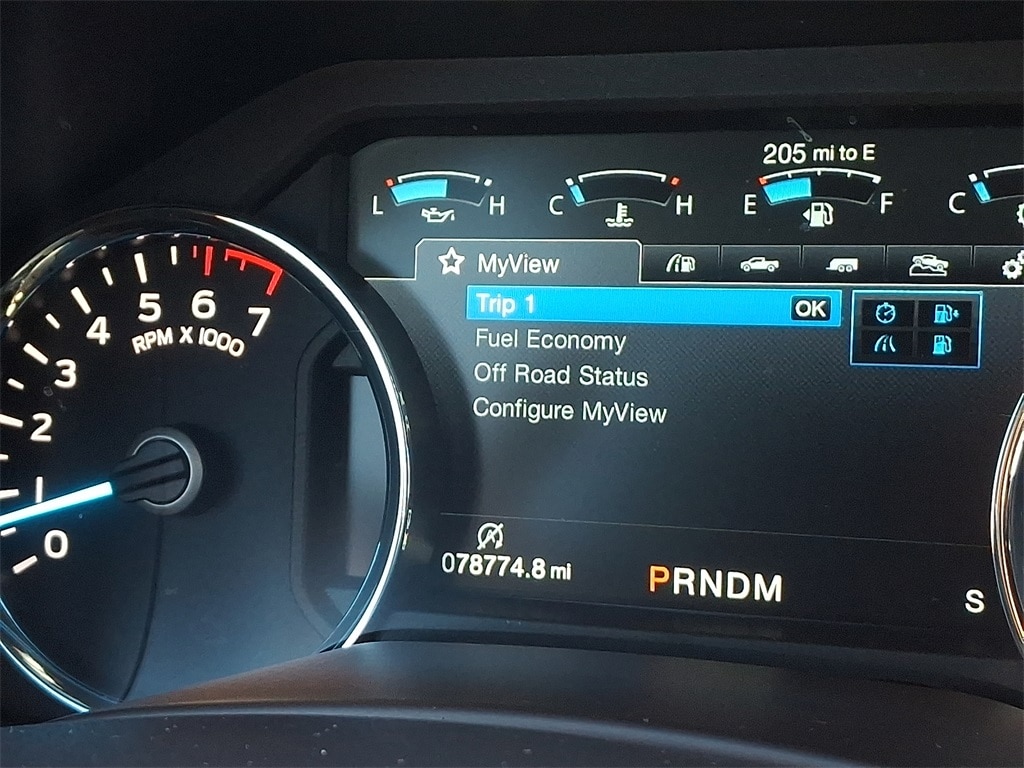 205 mi to E
L H C H E F C
MyView
Trip 1 OK
Fuel Economy
Off Road Status
Configure MyView
078774.8 mi
PRNDM
S
0 1 2 3 4 5 6 7
RPM X 1000